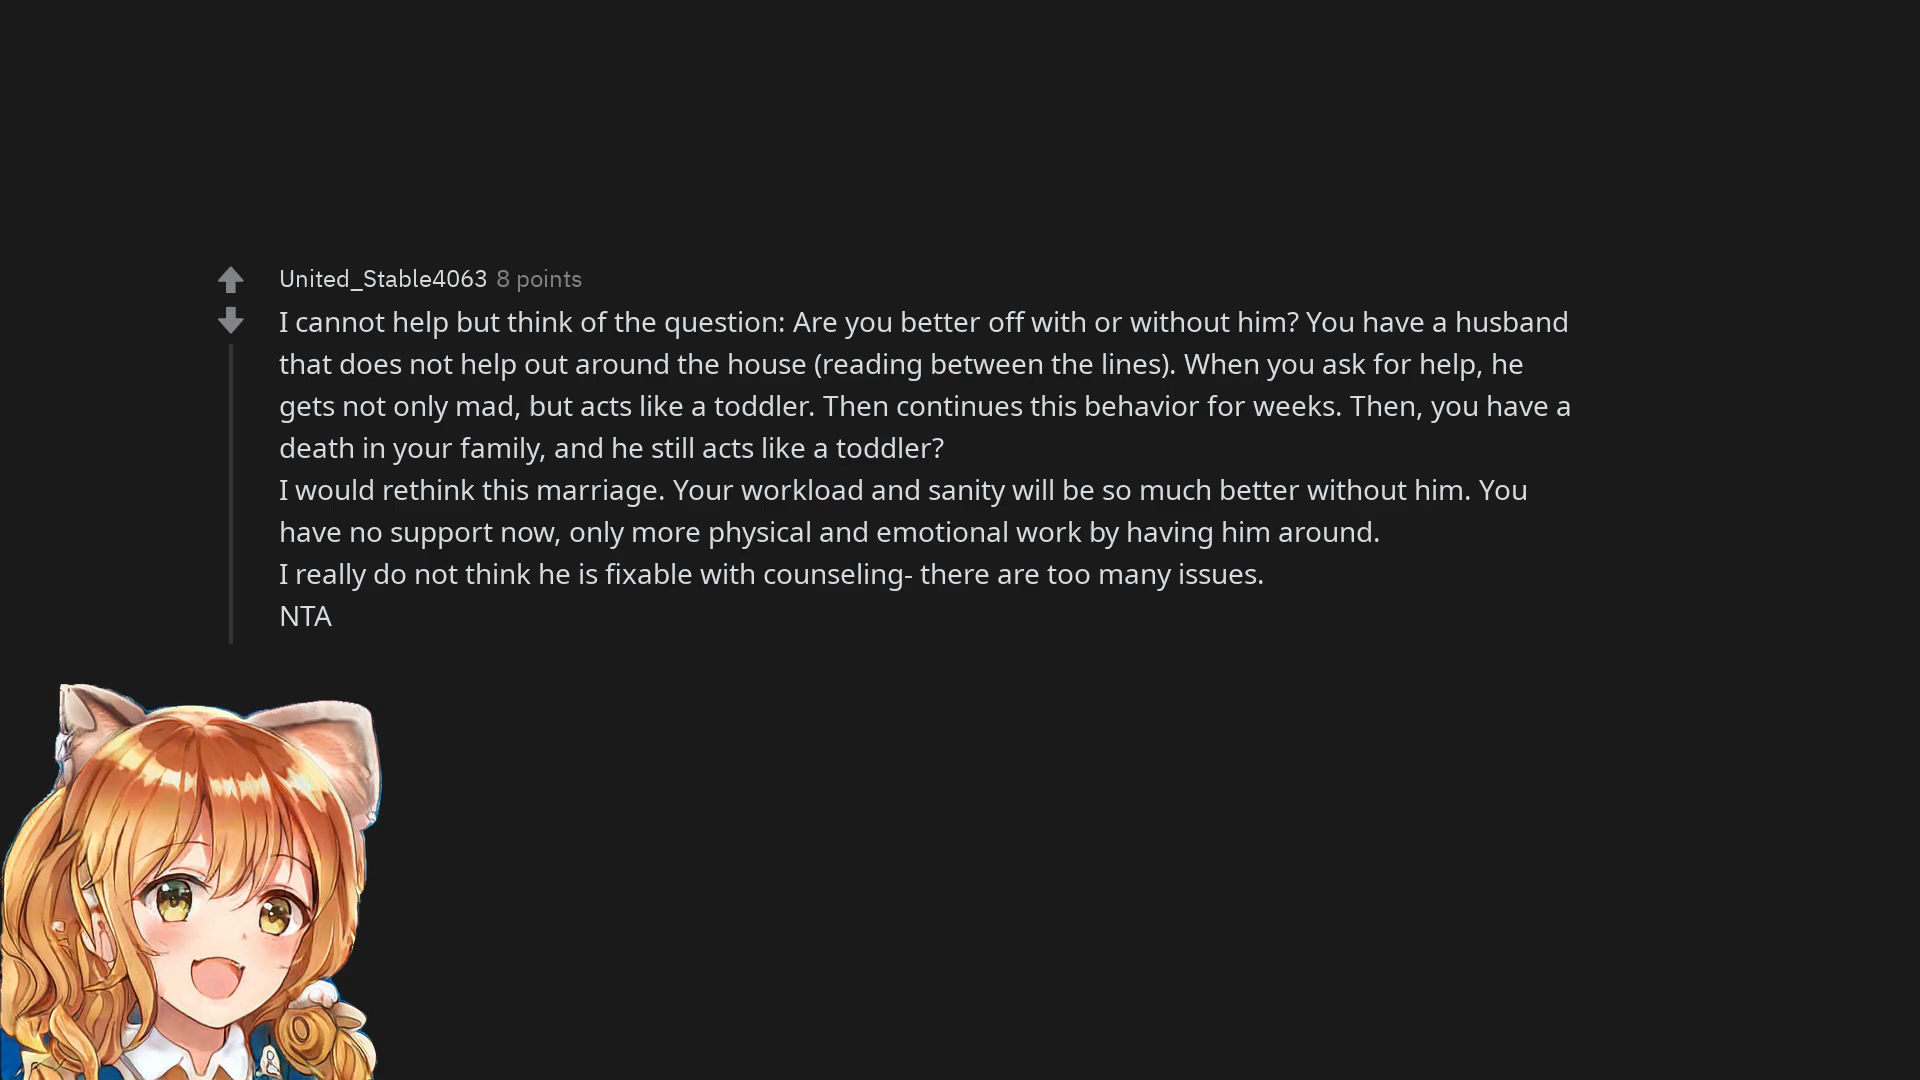 United_Stable4063 8 points
I cannot help but think of the question: Are you better off with or without him? You have a husband
that does not help out around the house (reading between the lines). When you ask for help, he
gets not only mad, but acts like a toddler. Then continues this behavior for weeks. Then, you have a
death in your family, and he still acts like a toddler?
I would rethink this marriage. Your workload and sanity will be so much better without him. You
have no support now, only more physical and emotional work by having him around.
I really do not think he is fixable with counseling- there are too many issues.
NTA